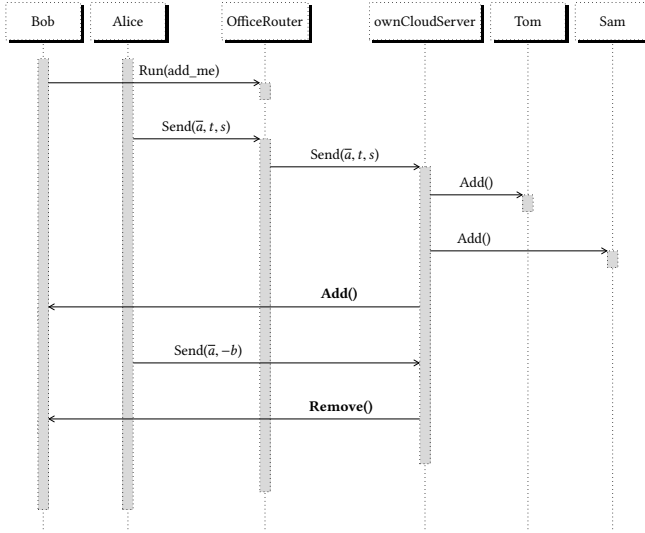 Bob Alice OfficeRouter ownCloudServer Tom Sam
Run(add_me)
Send(a̅, t, s)
Send(a̅, t, s)
Add()
Add()
Add()
Send(a̅, −b)
Remove()